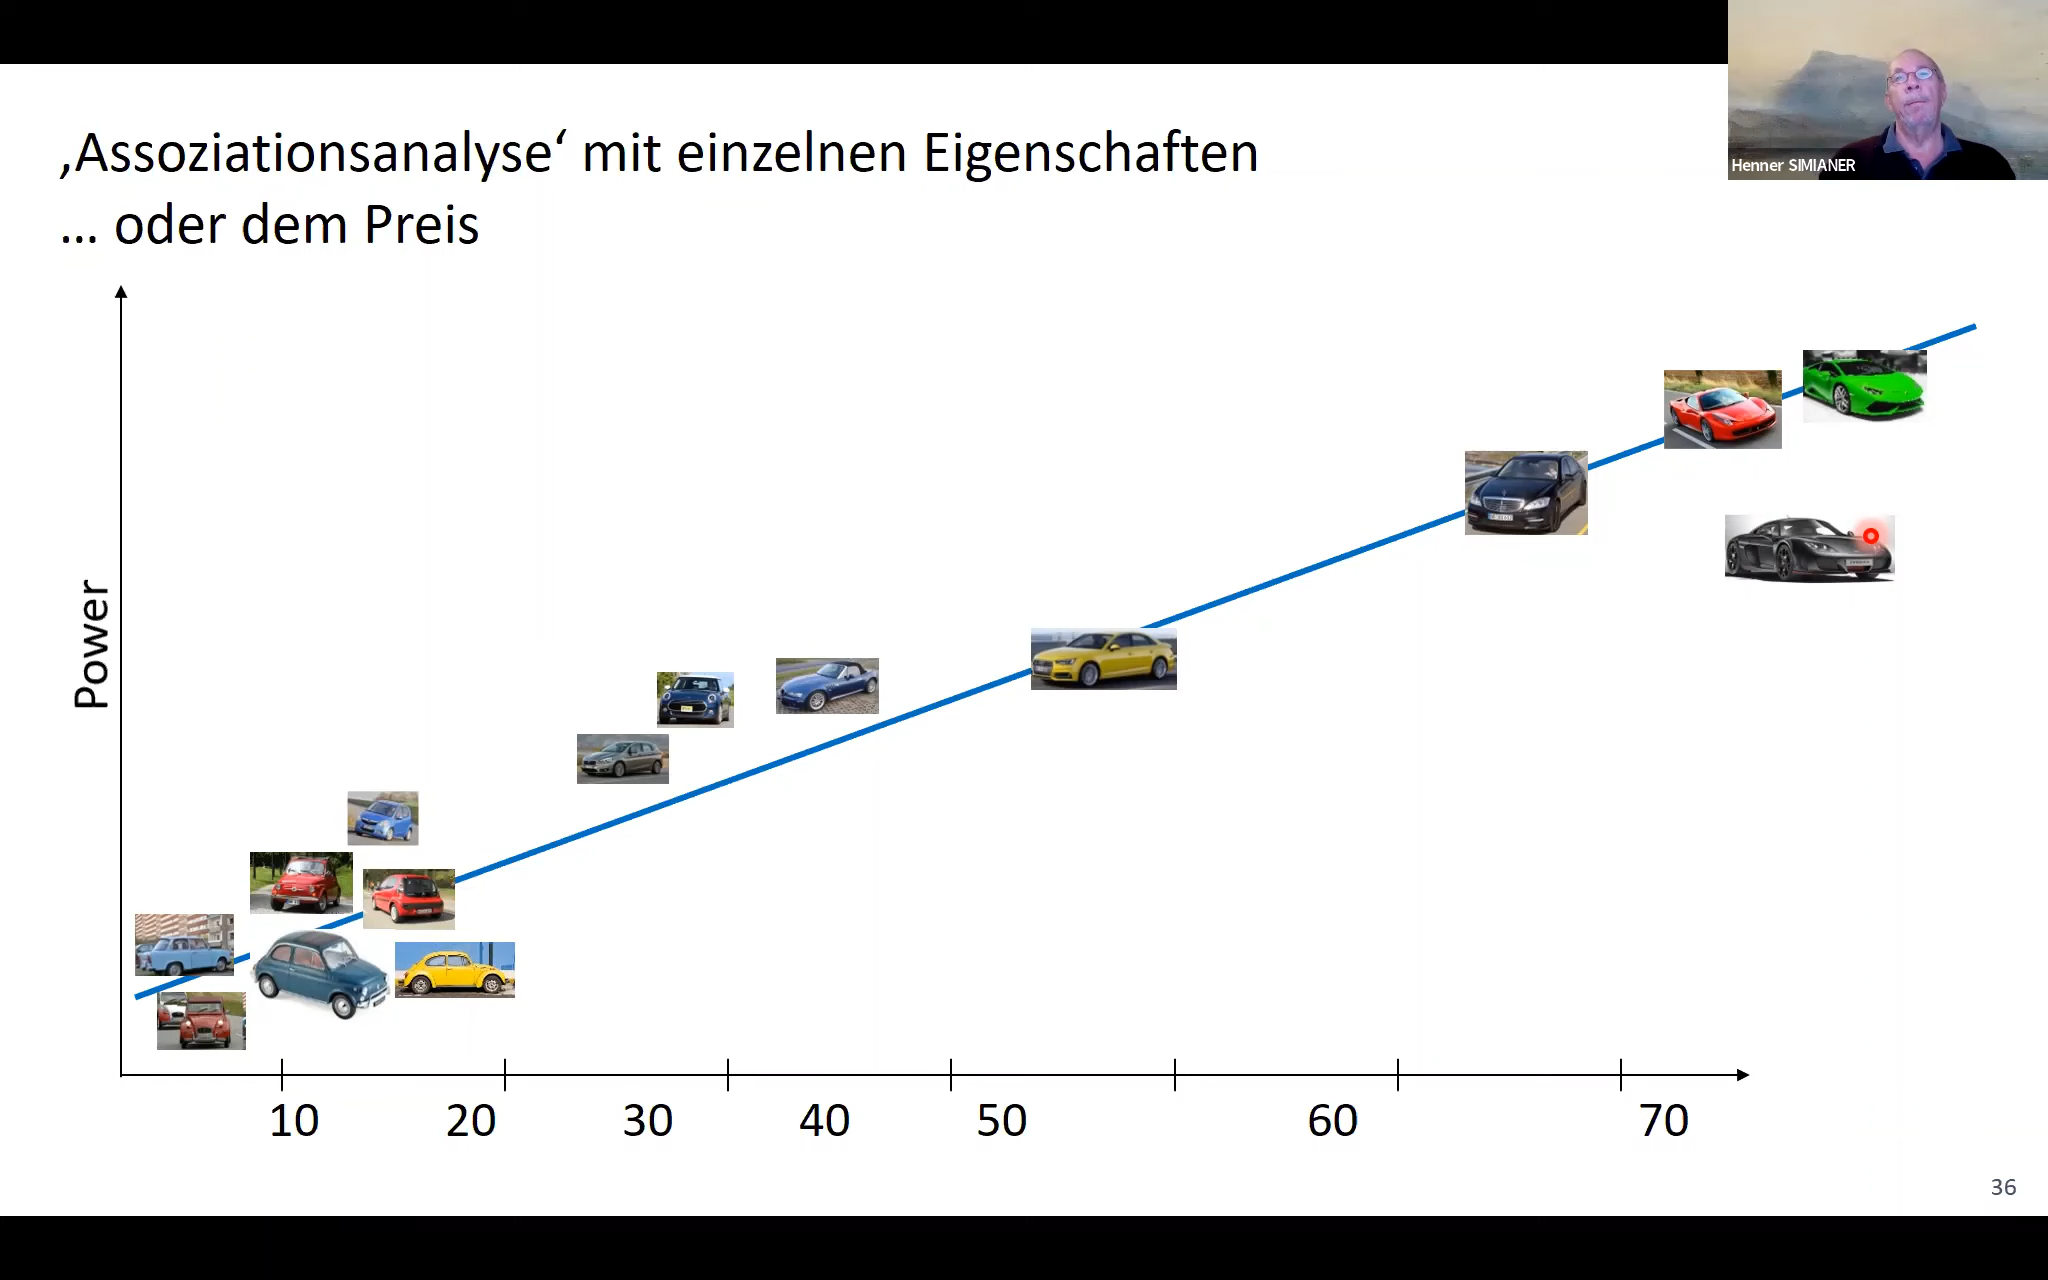 ‚Assoziationsanalyse‘ mit einzelnen Eigenschaften
... oder dem Preis
Henner SIMIANER
Power
10 20 30 40 50 60 70
36